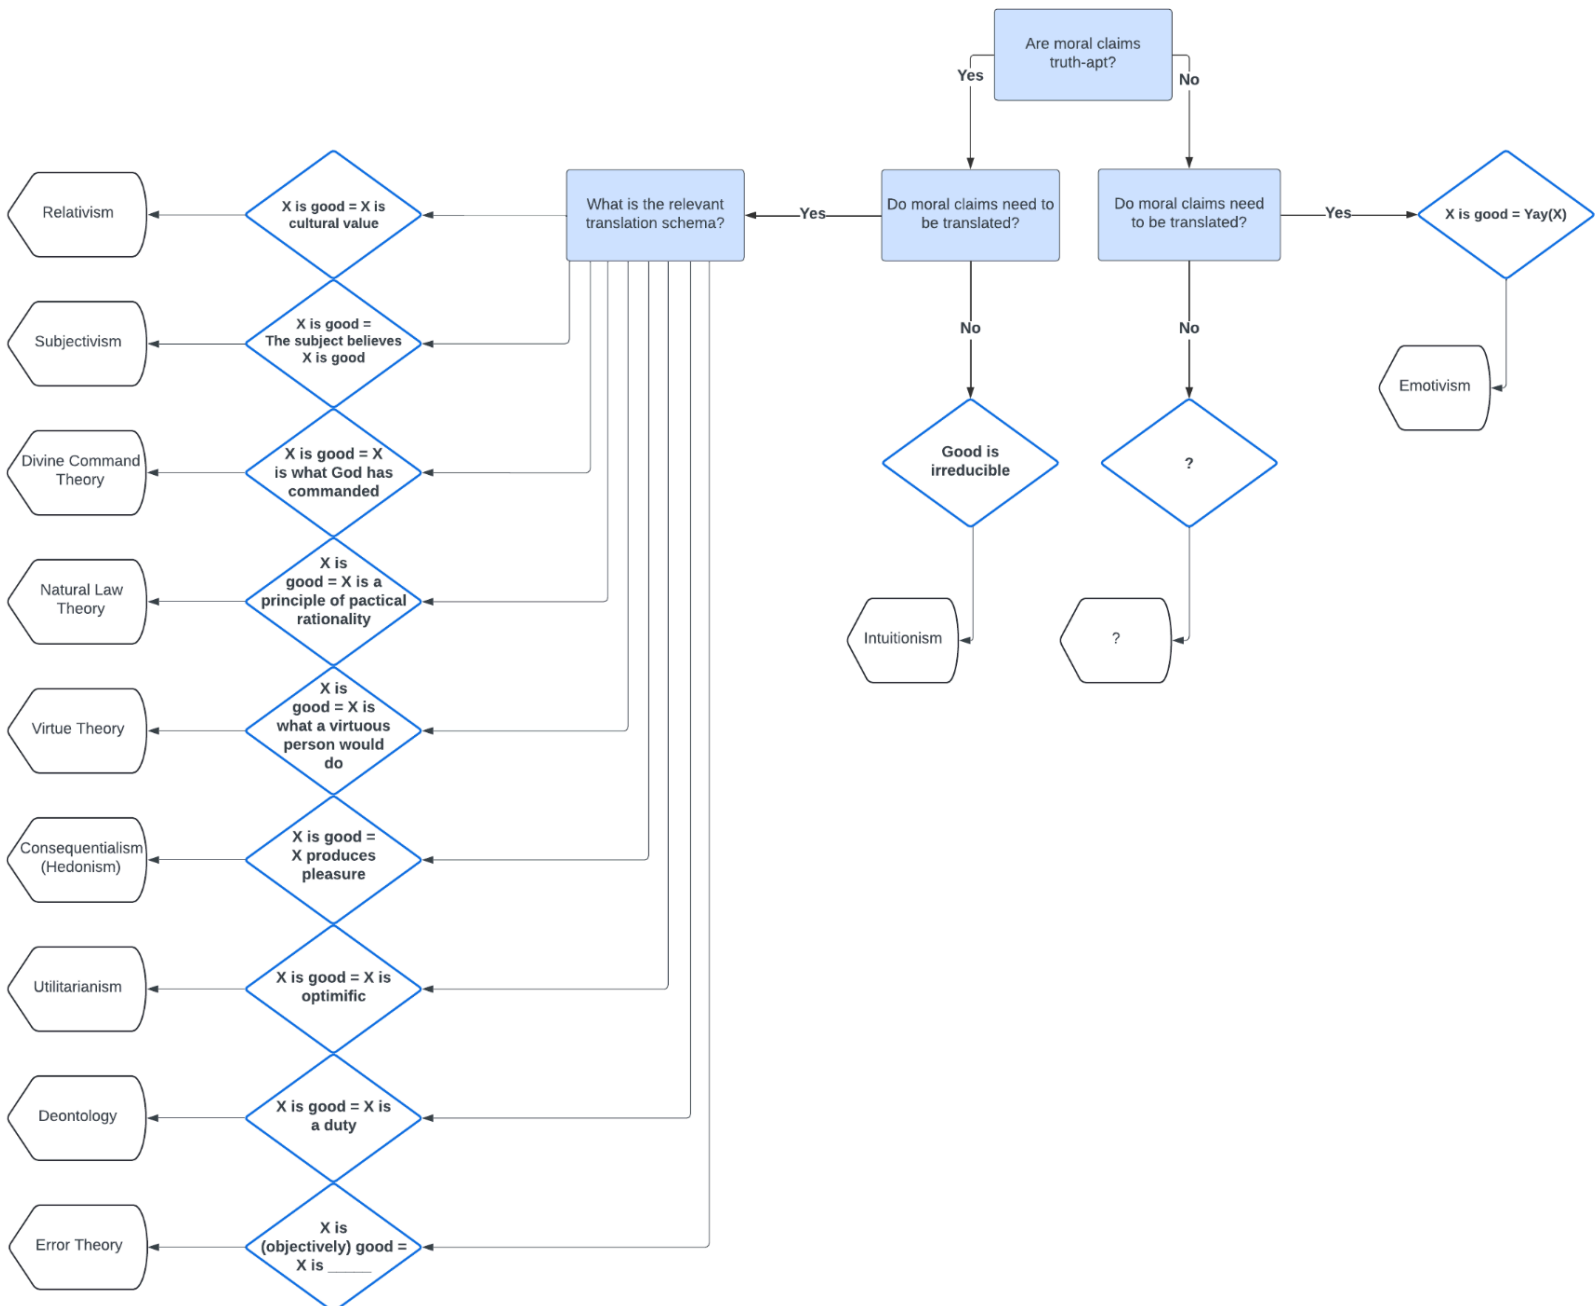 Are moral claims
truth-apt?
Yes
No
What is the relevant
translation schema?
Yes
Do moral claims need to
be translated?
Do moral claims need
to be translated?
Yes
X is good = Yay(X)
Relativism
X is good = X is
cultural value
Subjectivism
X is good =
The subject believes
X is good
No
No
Emotivism
Divine Command
Theory
X is good = X
is what God has
commanded
Good is
irreducible
?
Natural Law
Theory
X is
good = X is a
principle of pactical
rationality
Intuitionism
?
Virtue Theory
X is
good = X is
what a virtuous
person would
do
Consequentialism
(Hedonism)
X is good =
X produces
pleasure
Utilitarianism
X is good = X is
optimific
Deontology
X is good = X is
a duty
Error Theory
X is
(objectively) good =
X is _____